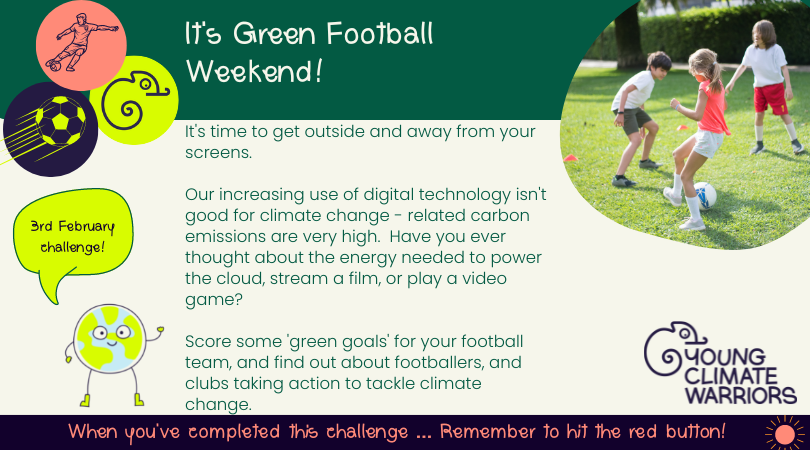 It's Green Football
Weekend!
It's time to get outside and away from your
screens.
Our increasing use of digital technology isn't
good for climate change - related carbon
emissions are very high.  Have you ever
thought about the energy needed to power
the cloud, stream a film, or play a video
game?
Score some 'green goals' for your football
team, and find out about footballers, and
clubs taking action to tackle climate
change.
3rd February
challenge!
YOUNG
CLIMATE
WARRIORS
When you've completed this challenge ... Remember to hit the red button!